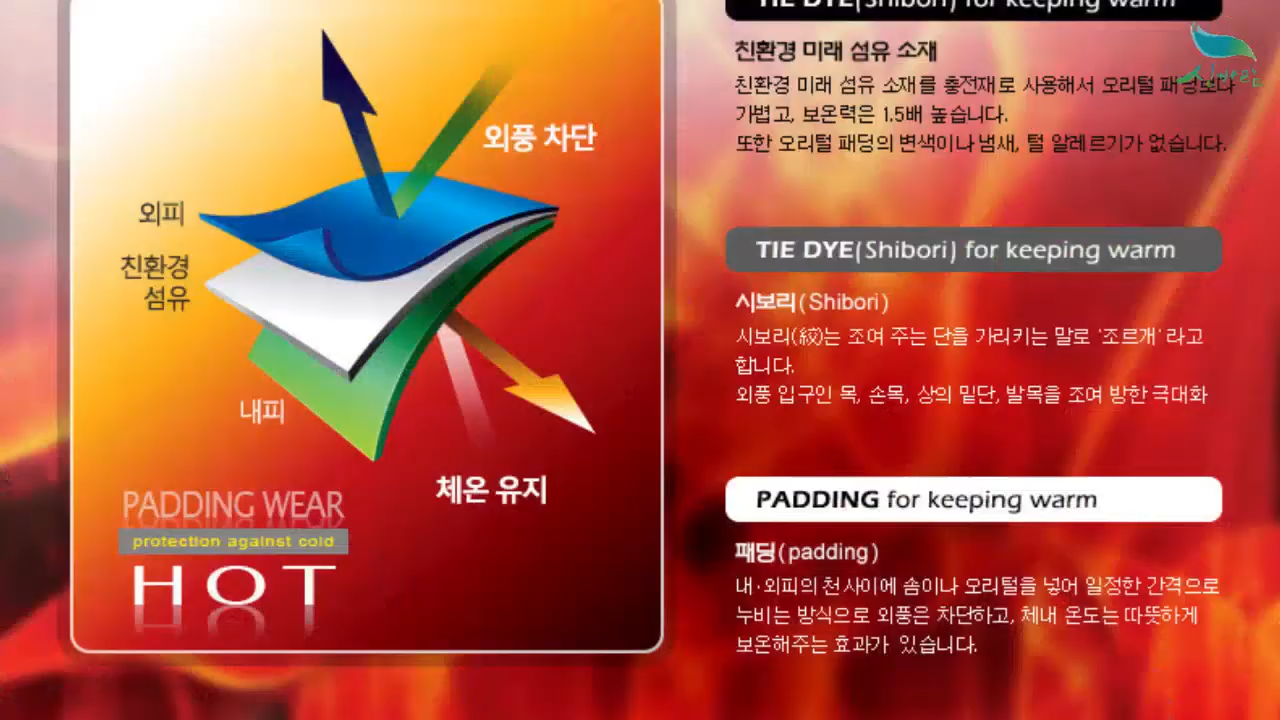 외풍 차단
외피
친환경
섬유
내피
체온 유지
PADDING WEAR
protection against cold
HOT
TIE DYE(Shibori) for keeping warm
신바람
친환경 미래 섬유 소재
친환경 미래 섬유 소재를 충전재로 사용해서 오리털 패딩보다
가볍고, 보온력은 1.5배 높습니다.
또한 오리털 패딩의 변색이나 냄새, 털 알레르기가 없습니다.
TIE DYE(Shibori) for keeping warm
시보리(Shibori)
시보리(絞)는 조여 주는 단을 가리키는 말로 '조르개' 라고
합니다.
외풍 입구인 목, 손목, 상의 밑단, 발목을 조여 방한 극대화
PADDING for keeping warm
패딩(padding)
내·외피의 천 사이에 솜이나 오리털을 넣어 일정한 간격으로
누비는 방식으로 외풍은 차단하고, 체내 온도는 따뜻하게
보온해주는 효과가 있습니다.